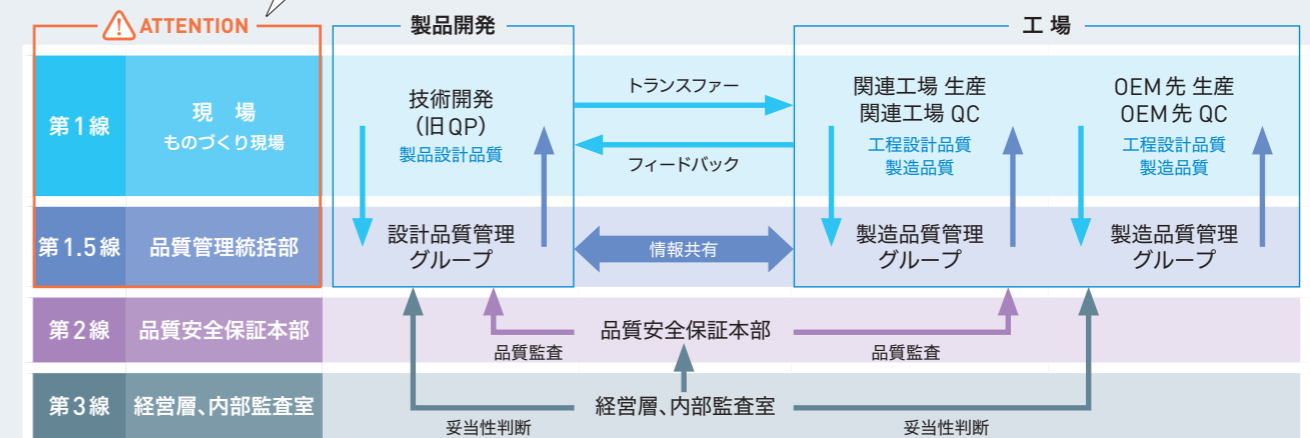 ATTENTION
製品開発
工場
第1線
現 場
ものづくり現場
技術開発
（旧QP）
製品設計品質
トランスファー
フィードバック
関連工場 生産
関連工場 QC
工程設計品質
製造品質
OEM先 生産
OEM先 QC
工程設計品質
製造品質
第1.5線
品質管理統括部
設計品質管理
グループ
情報共有
製造品質管理
グループ
製造品質管理
グループ
第2線
品質安全保証本部
品質安全保証本部
品質監査
品質監査
第3線
経営層、内部監査室
経営層、内部監査室
妥当性判断
妥当性判断